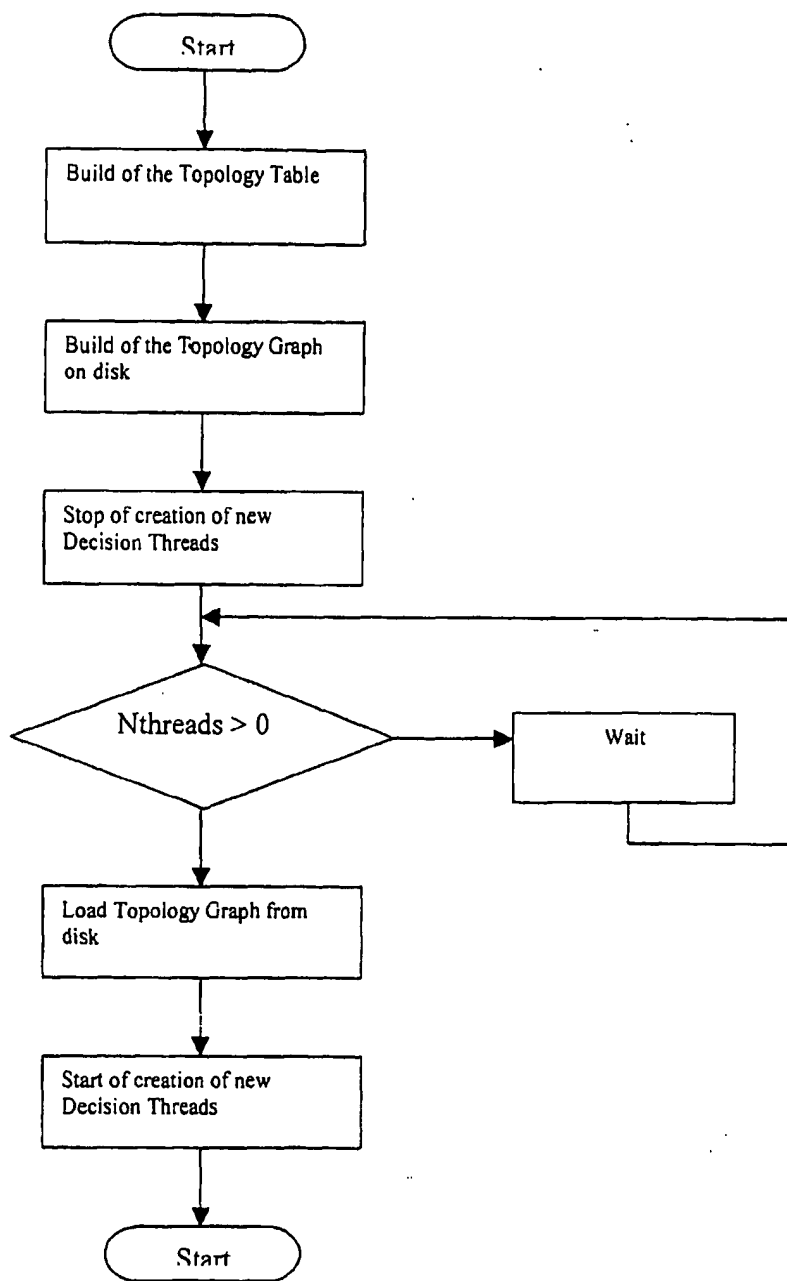 Start
Build of the Topology Table
Build of the Topology Graph
on disk
Stop of creation of new
Decision Threads
Nthreads > 0
Wait
Load Topology Graph from
disk
Start of creation of new
Decision Threads
Start